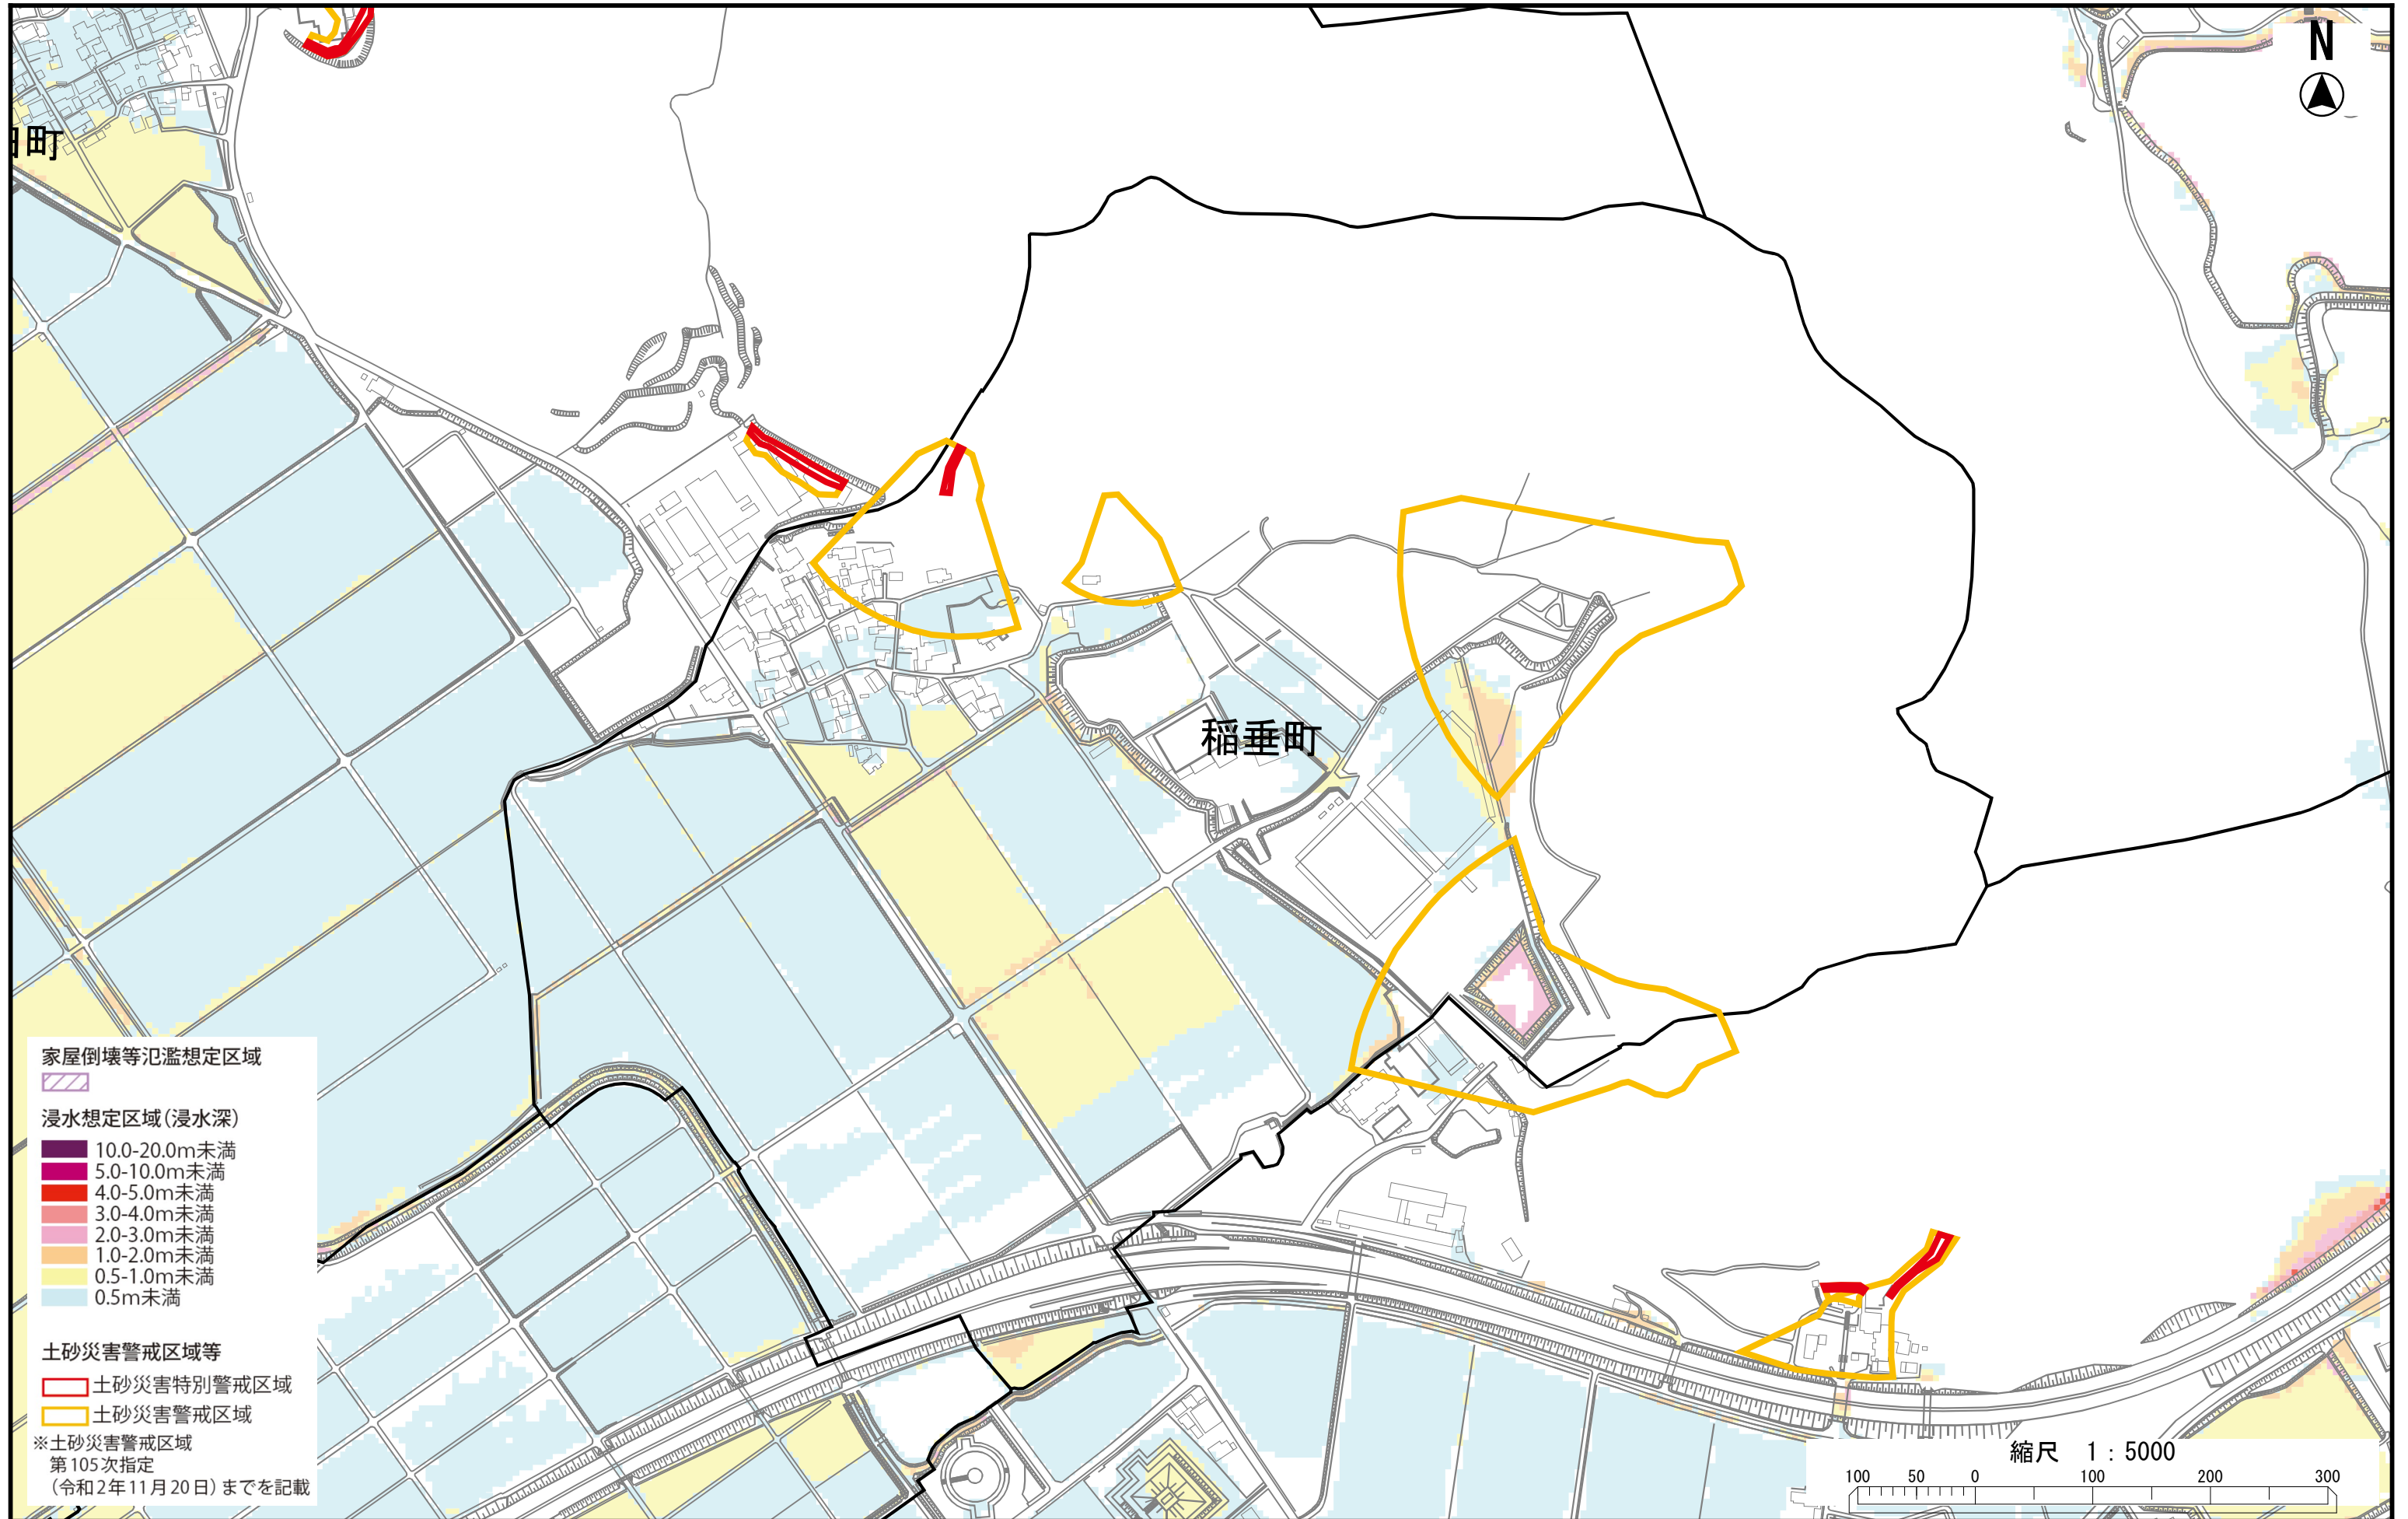 N
町
稲垂町
家屋倒壊等氾濫想定区域
浸水想定区域(浸水深)
10.0-20.0m未満
5.0-10.0m未満
4.0-5.0m未満
3.0-4.0m未満
2.0-3.0m未満
1.0-2.0m未満
0.5-1.0m未満
0.5m未満
土砂災害警戒区域等
土砂災害特別警戒区域
土砂災害警戒区域
※土砂災害警戒区域
第105次指定
(令和2年11月20日)までを記載
縮尺 1:5000
100 50 0 100 200 300